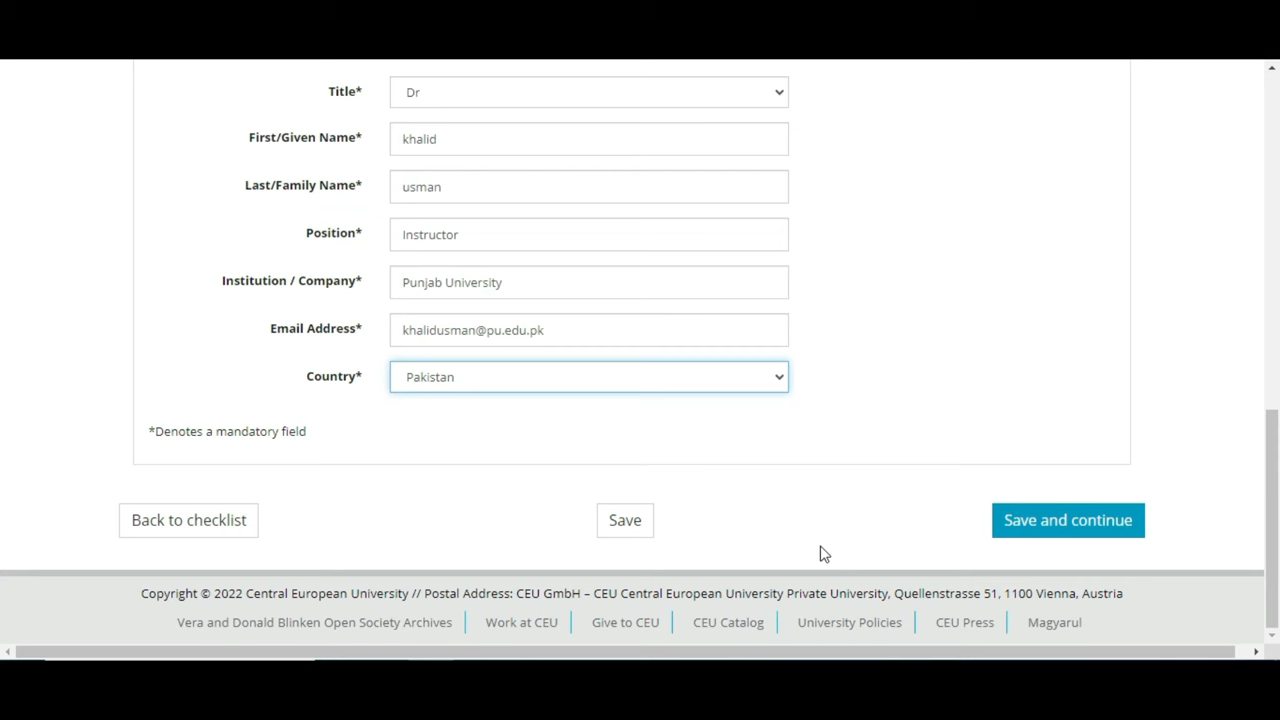 Title* Dr
First/Given Name* khalid
Last/Family Name* usman
Position* Instructor
Institution / Company* Punjab University
Email Address* khalidusman@pu.edu.pk
Country* Pakistan
*Denotes a mandatory field
Back to checklist Save Save and continue
Copyright © 2022 Central European University // Postal Address: CEU GmbH – CEU Central European University Private University, Quellenstrasse 51, 1100 Vienna, Austria
Vera and Donald Blinken Open Society Archives Work at CEU Give to CEU CEU Catalog University Policies CEU Press Magyarul